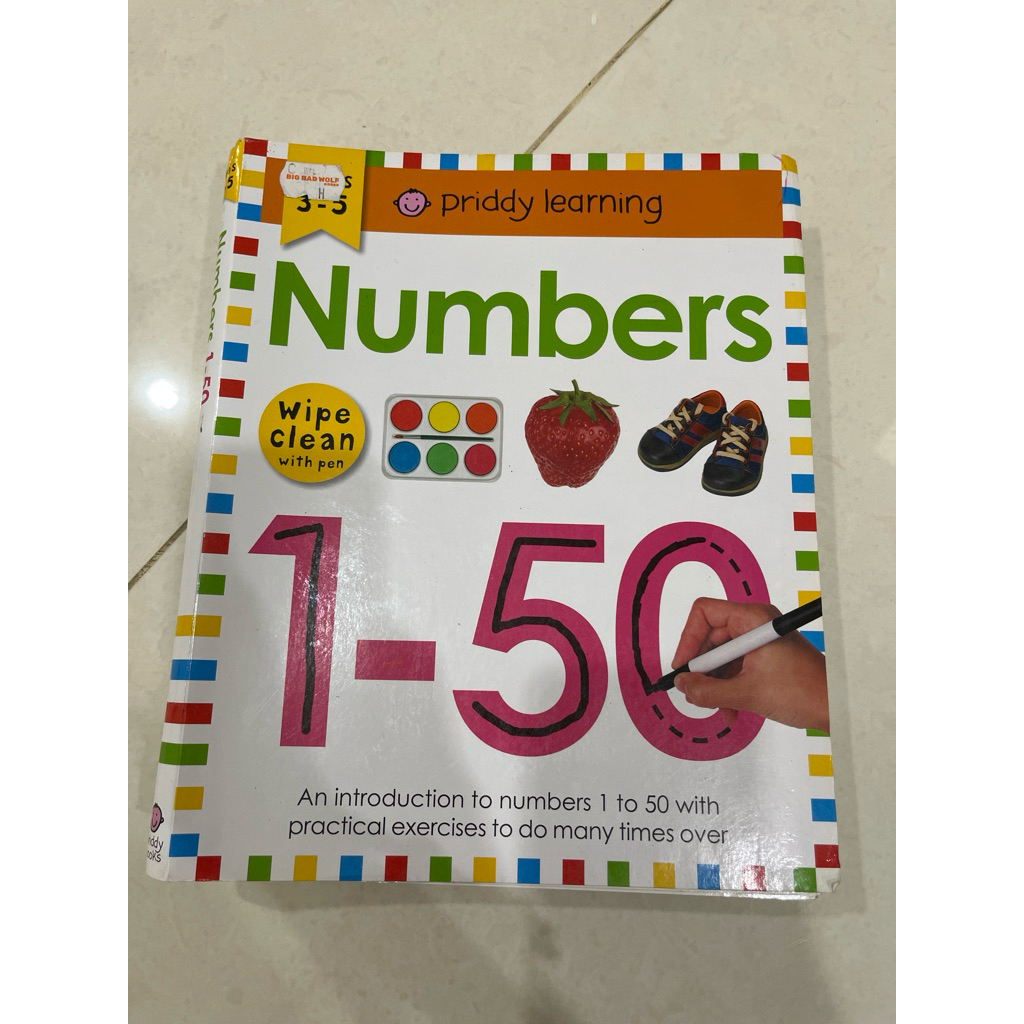 BIG BAD WOLF
BOOKS
H
S
3-5
priddy learning
Numbers
Wipe
clean
with pen
1-50
An introduction to numbers 1 to 50 with
practical exercises to do many times over
S
5
Numbers 1-50